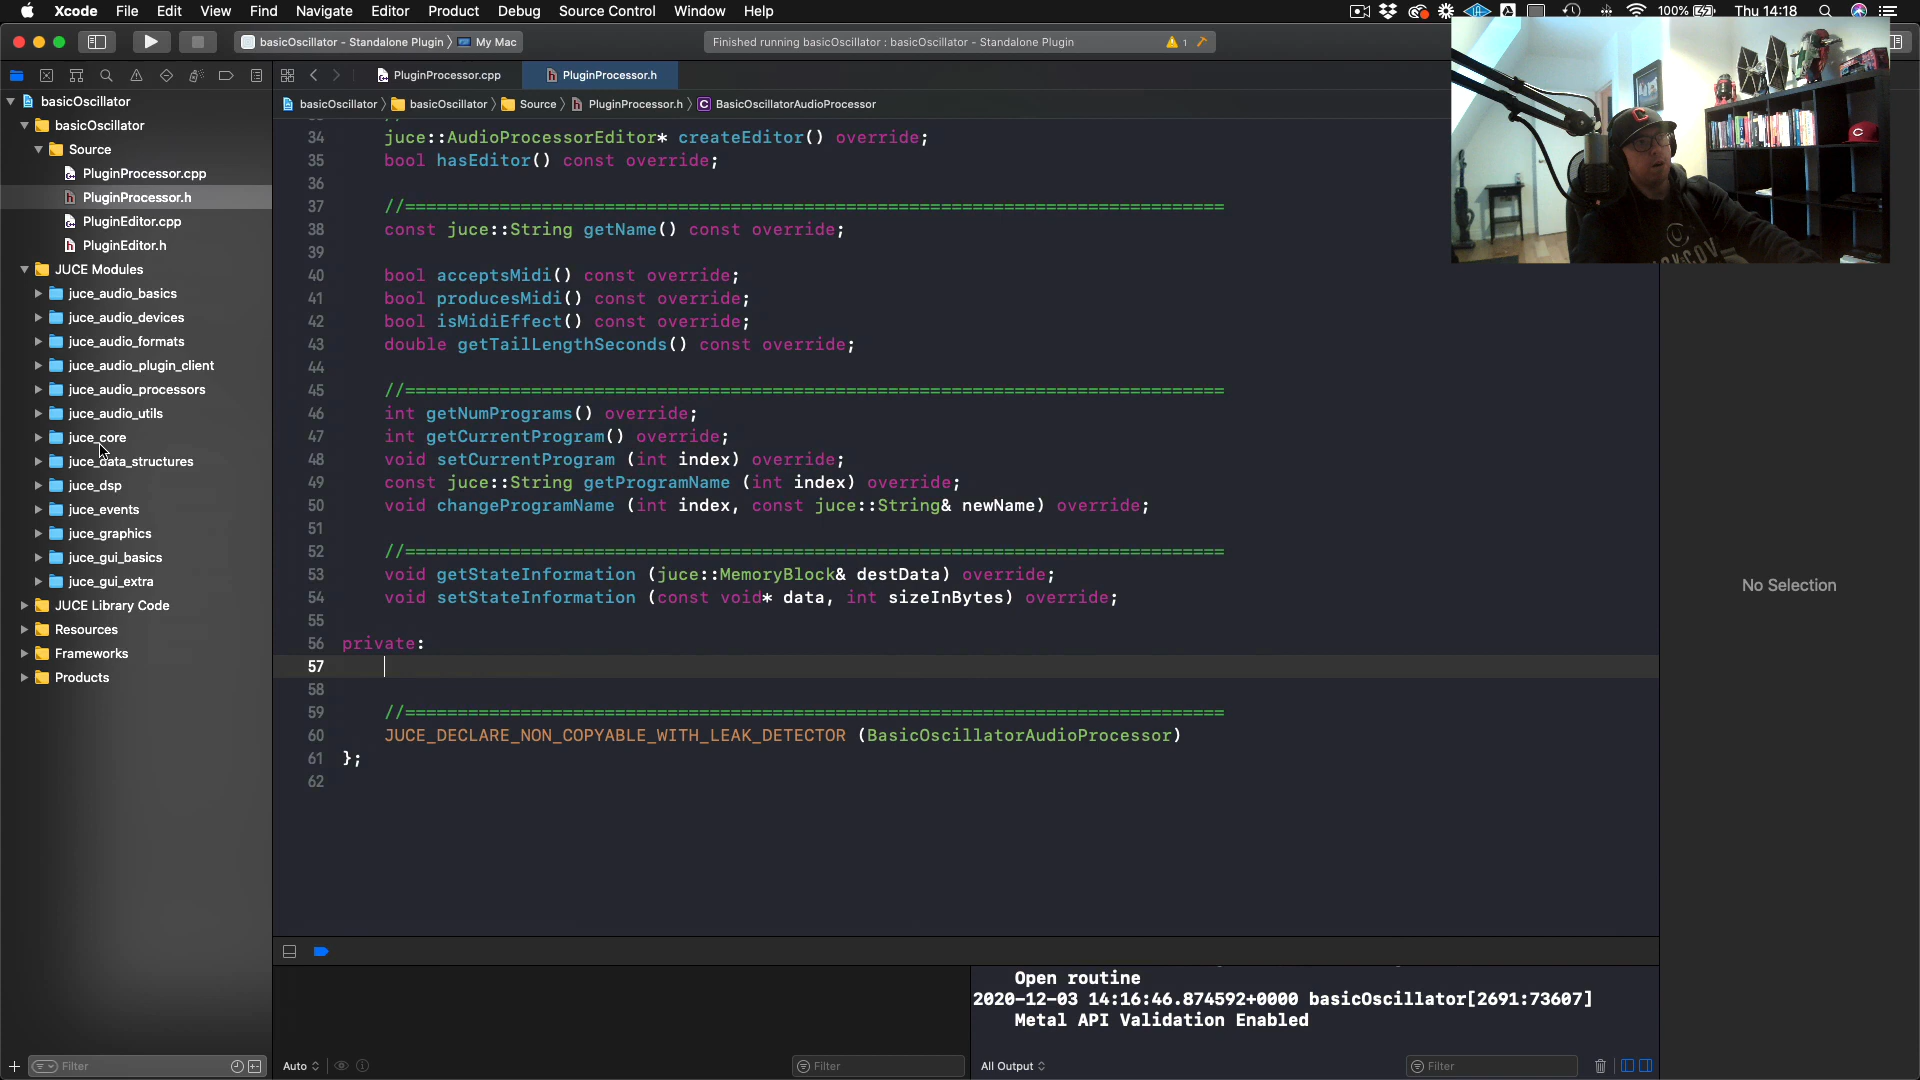 Xcode File Edit View Find Navigate Editor Product Debug Source Control Window Help
100% Thu 14:18
basicOscillator - Standalone Plugin My Mac
Finished running basicOscillator : basicOscillator - Standalone Plugin 1
PluginProcessor.cpp PluginProcessor.h
basicOscillator basicOscillator Source PluginProcessor.h C BasicOscillatorAudioProcessor
basicOscillator
basicOscillator
Source
PluginProcessor.cpp
PluginProcessor.h
PluginEditor.cpp
PluginEditor.h
JUCE Modules
juce_audio_basics
juce_audio_devices
juce_audio_formats
juce_audio_plugin_client
juce_audio_processors
juce_audio_utils
juce_core
juce_data_structures
juce_dsp
juce_events
juce_graphics
juce_gui_basics
juce_gui_extra
JUCE Library Code
Resources
Frameworks
Products
34 juce::AudioProcessorEditor* createEditor() override;
35 bool hasEditor() const override;
36
37 //==============================================================================
38 const juce::String getName() const override;
39
40 bool acceptsMidi() const override;
41 bool producesMidi() const override;
42 bool isMidiEffect() const override;
43 double getTailLengthSeconds() const override;
44
45 //==============================================================================
46 int getNumPrograms() override;
47 int getCurrentProgram() override;
48 void setCurrentProgram (int index) override;
49 const juce::String getProgramName (int index) override;
50 void changeProgramName (int index, const juce::String& newName) override;
51
52 //==============================================================================
53 void getStateInformation (juce::MemoryBlock& destData) override;
54 void setStateInformation (const void* data, int sizeInBytes) override;
55
56 private:
57
58
59 //==============================================================================
60 JUCE_DECLARE_NON_COPYABLE_WITH_LEAK_DETECTOR (BasicOscillatorAudioProcessor)
61 };
62
No Selection
Open routine
2020-12-03 14:16:46.874592+0000 basicOscillator[2691:73607]
Metal API Validation Enabled
Filter
Auto
Filter
All Output
Filter